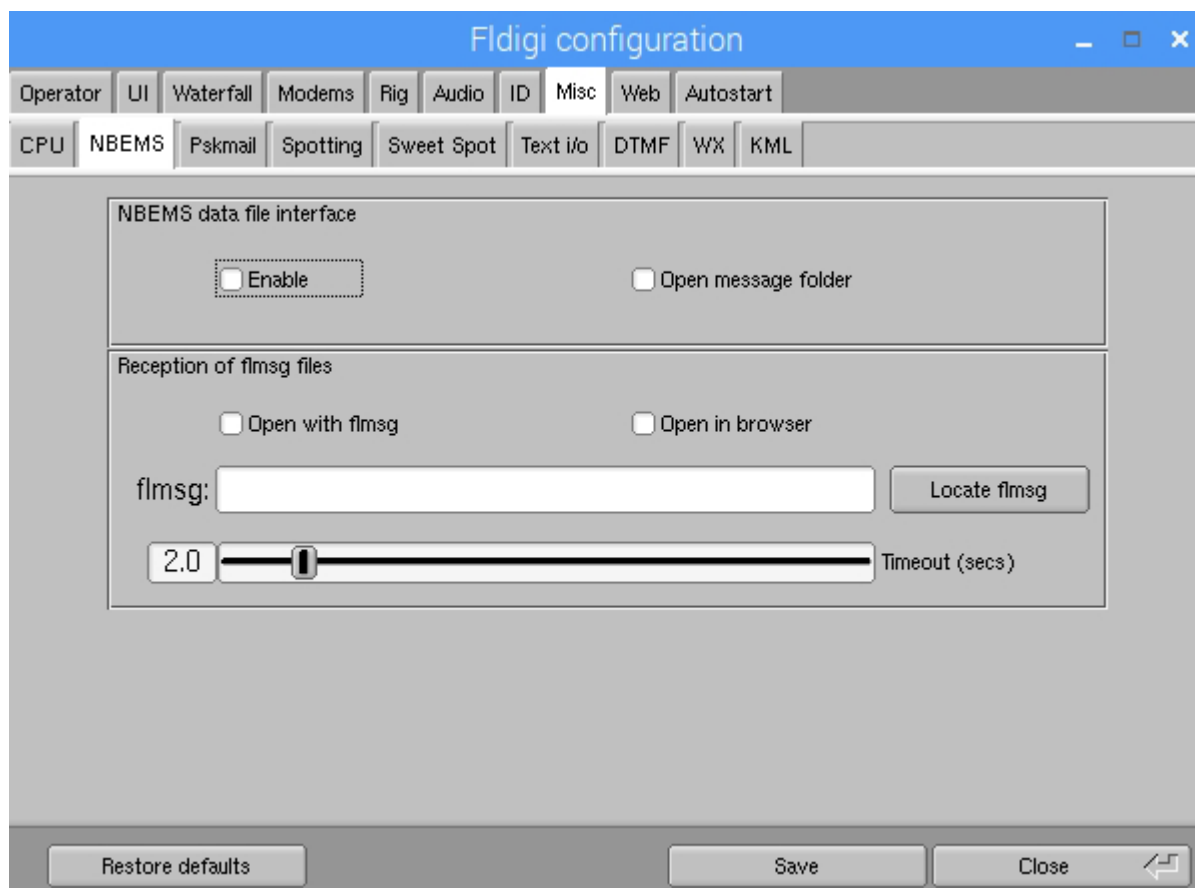 Fldigi configuration
Operator UI Waterfall Modems Rig Audio ID Misc Web Autostart
CPU NBEMS Pskmail Spotting Sweet Spot Text i/o DTMF WX KML
NBEMS data file interface
Enable Open message folder
Reception of flmsg files
Open with flmsg Open in browser
flmsg: Locate flmsg
2.0 Timeout (secs)
Restore defaults Save Close